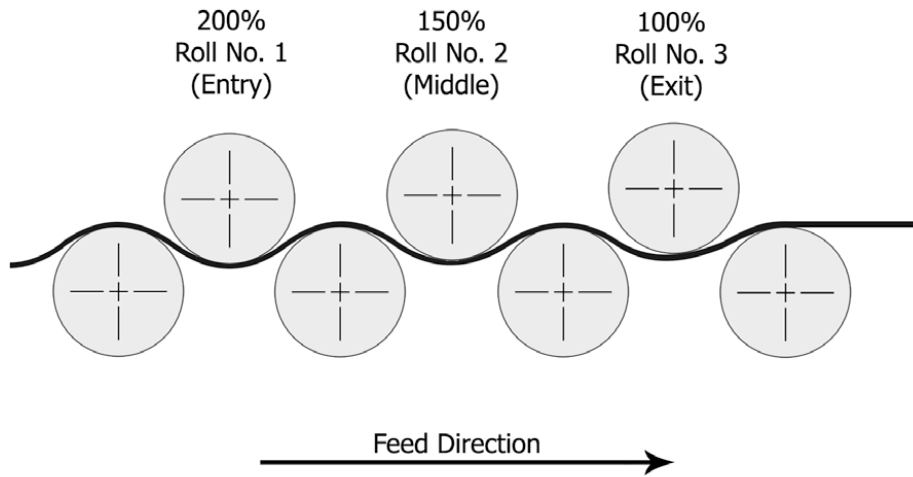 200%
Roll No. 1
(Entry)
150%
Roll No. 2
(Middle)
100%
Roll No. 3
(Exit)
Feed Direction